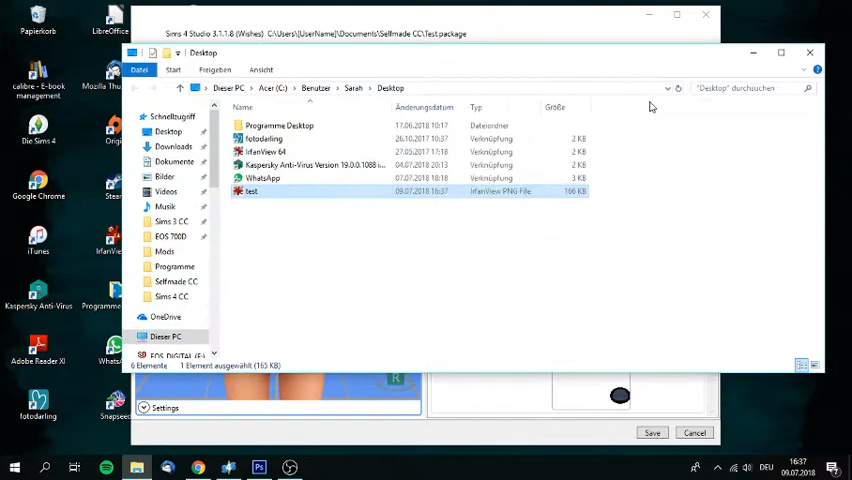 Papierkorb
LibreOffice
calibre - E-book management
Mozilla Thu
Die Sims 4
Origi
Google Chrome
Stear
iTunes
IrfanV
Kaspersky Anti-Virus
Programme
Adobe Reader XI
WhatsA
fotodarling
Snapseed
Sims 4 Studio 3.1.1.8 (Wishes) C:\Users\[UserName]\Documents\Selfmade CC\Test.package
Desktop
Datei Start Freigeben Ansicht
Dieser PC Acer (C:) Benutzer Sarah Desktop
"Desktop" durchsuchen
Schnellzugriff
Desktop
Downloads
Dokumente
Bilder
Videos
Musik
Sims 3 CC
EOS 700D
Mods
Programme
Selfmade CC
Sims 4 CC
OneDrive
Dieser PC
EOS_DIGITAL (F:)
Name Änderungsdatum Typ Größe
Programme Desktop 17.06.2018 10:17 Dateiordner
fotodarling 26.10.2017 10:37 Verknüpfung 2 KB
IrfanView 64 27.05.2017 17:18 Verknüpfung 2 KB
Kaspersky Anti-Virus Version 19.0.0.1088 i... 04.07.2018 20:13 Verknüpfung 2 KB
WhatsApp 07.07.2018 18:18 Verknüpfung 3 KB
test 09.07.2018 16:37 IrfanView PNG File 166 KB
6 Elemente 1 Element ausgewählt (165 KB)
R
Settings
Save Cancel
Ps
DEU
16:37
09.07.2018